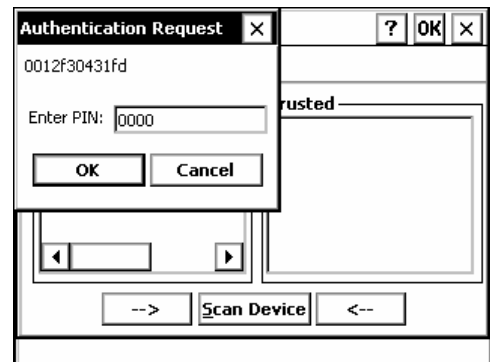 Authentication Request ×
? OK ×
0012f30431fd
rusted
Enter PIN: 0000
OK Cancel
--> Scan Device <--